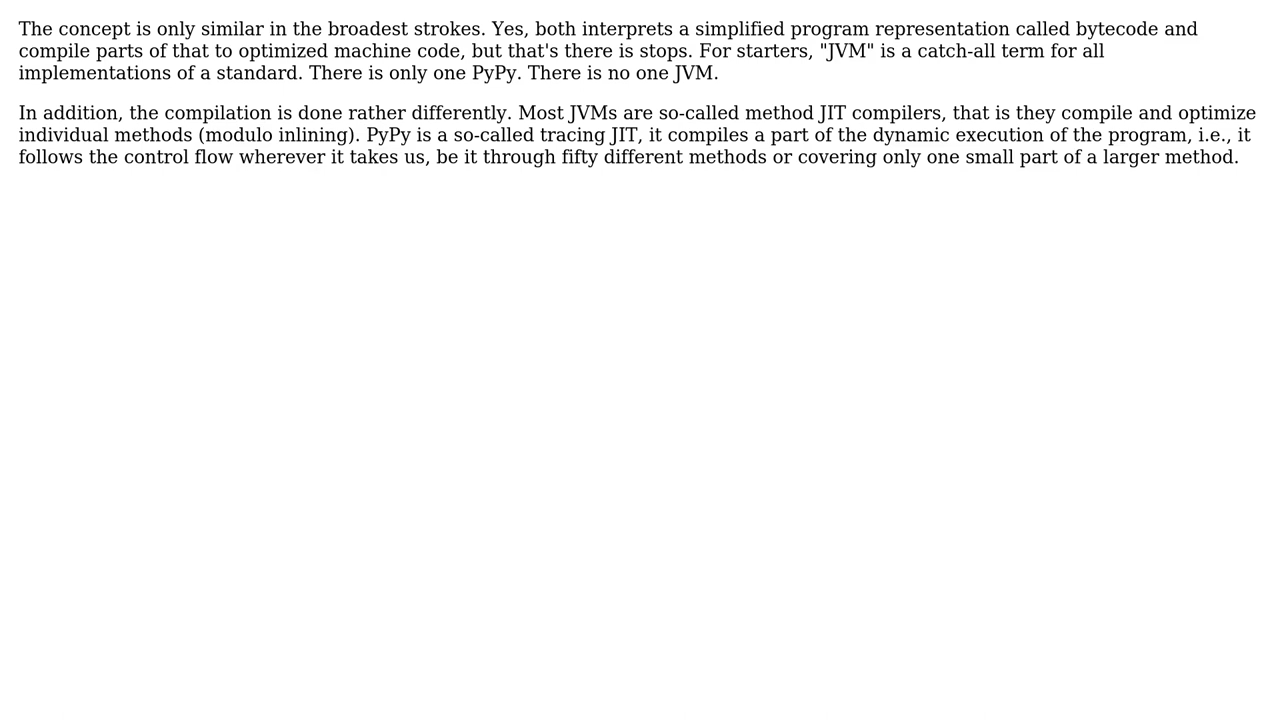 The concept is only similar in the broadest strokes. Yes, both interprets a simplified program representation called bytecode and
compile parts of that to optimized machine code, but that's there is stops. For starters, "JVM" is a catch-all term for all
implementations of a standard. There is only one PyPy. There is no one JVM.
In addition, the compilation is done rather differently. Most JVMs are so-called method JIT compilers, that is they compile and optimize
individual methods (modulo inlining). PyPy is a so-called tracing JIT, it compiles a part of the dynamic execution of the program, i.e., it
follows the control flow wherever it takes us, be it through fifty different methods or covering only one small part of a larger method.